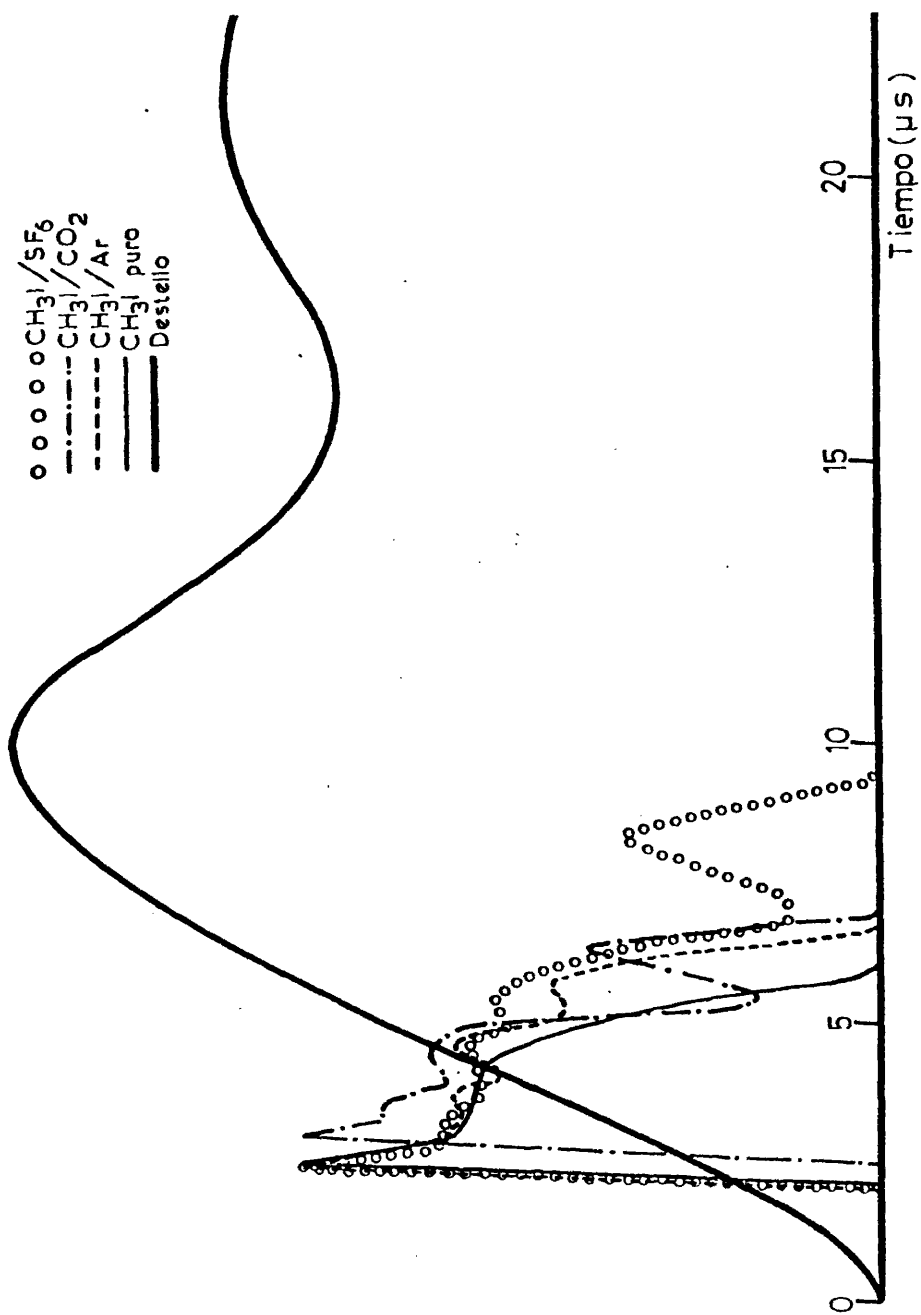 o o o o o CH₃I/SF₆
—·—·— CH₃I/CO₂
----- CH₃I/Ar
—— CH₃I puro
—— Destello
0 5 10 15 20
Tiempo (μs)